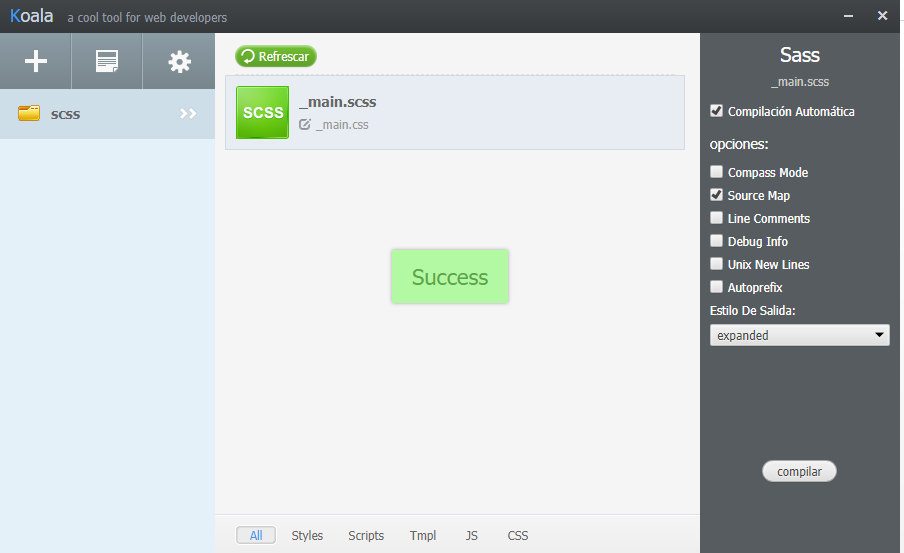 Koala a cool tool for web developers
Refrescar
scss
SCSS
_main.scss
_main.css
Success
All Styles Scripts Tmpl JS CSS
Sass
_main.scss
Compilación Automática
opciones:
Compass Mode
Source Map
Line Comments
Debug Info
Unix New Lines
Autoprefix
Estilo De Salida:
expanded
compilar